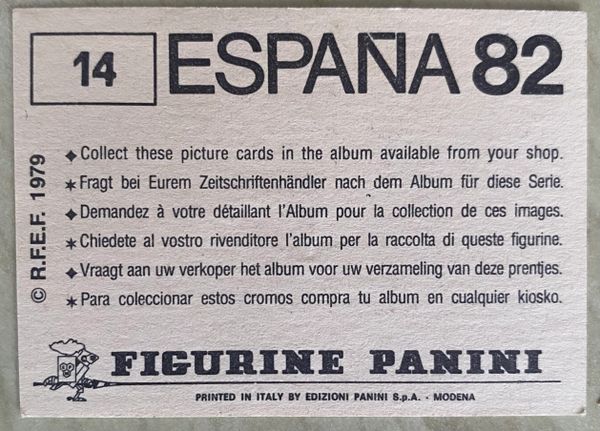 14
ESPAÑA 82
✦ Collect these picture cards in the album available from your shop.
✶ Fragt bei Eurem Zeitschriftenhändler nach dem Album für diese Serie.
✦ Demandez à votre détaillant l'Album pour la collection de ces images.
✶ Chiedete al vostro rivenditore l'album per la raccolta di queste figurine.
✦ Vraagt aan uw verkoper het album voor uw verzameling van deze prentjes.
✶ Para coleccionar estos cromos compra tu album en cualquier kiosko.
© R.F.E.F. 1979
FIGURINE PANINI
PRINTED IN ITALY BY EDIZIONI PANINI S.p.A. - MODENA